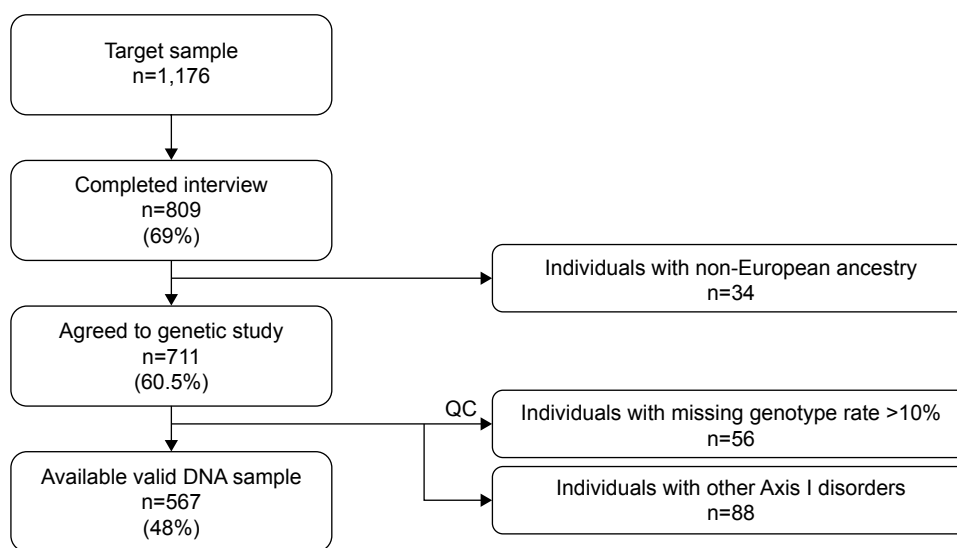 Target sample
n=1,176
Completed interview
n=809
(69%)
Individuals with non-European ancestry
n=34
Agreed to genetic study
n=711
(60.5%)
QC
Individuals with missing genotype rate >10%
n=56
Available valid DNA sample
n=567
(48%)
Individuals with other Axis I disorders
n=88